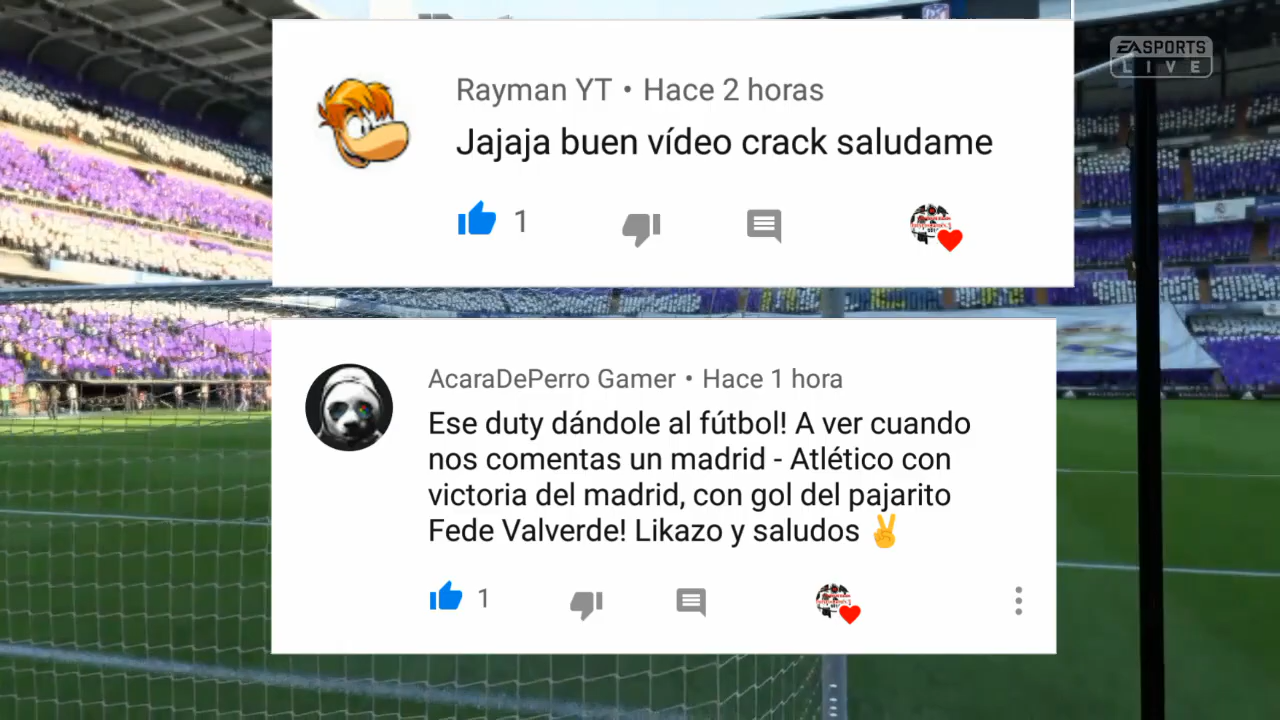 EA SPORTS
LIVE
Rayman YT • Hace 2 horas
Jajaja buen vídeo crack saludame
1
AcaraDePerro Gamer • Hace 1 hora
Ese duty dándole al fútbol! A ver cuando
nos comentas un madrid - Atlético con
victoria del madrid, con gol del pajarito
Fede Valverde! Likazo y saludos ✌
1